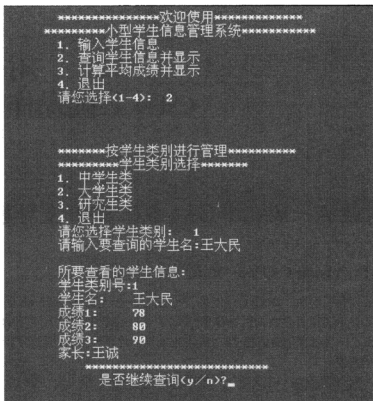 ***************欢迎使用*************
*********小型学生信息管理系统***********
1. 输入学生信息
2. 查询学生信息并显示
3. 计算平均成绩并显示
4. 退出
请您选择(1-4): 2
*******按学生类别进行管理**********
*********学生类别选择*******
1. 中学生类
2. 大学生类
3. 研究生类
4. 退出
请您选择学生类别: 1
请输入要查询的学生名:王大民
所要查看的学生信息:
学生类别号:1
学生名: 王大民
成绩1: 78
成绩2: 80
成绩3: 90
家长:王诚
**************************
是否继续查询(y/n)?_